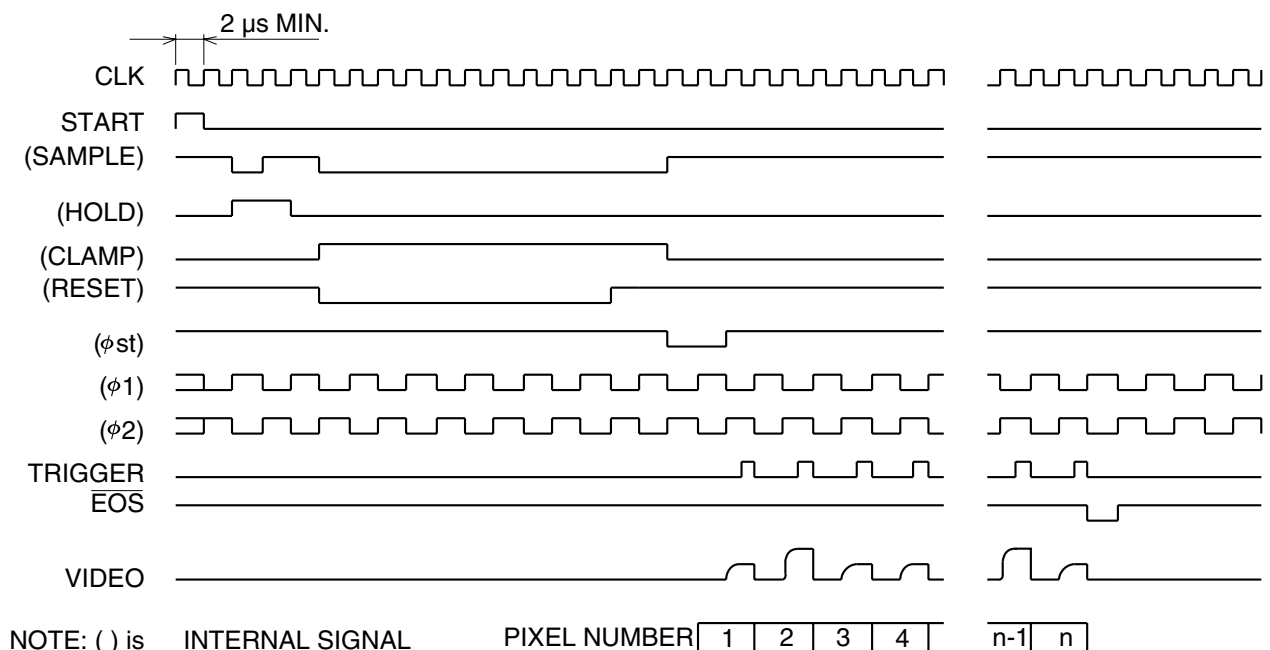 2 µs MIN.
CLK
START
(SAMPLE)
(HOLD)
(CLAMP)
(RESET)
(ϕst)
(ϕ1)
(ϕ2)
TRIGGER
EOS
VIDEO
NOTE: ( ) is INTERNAL SIGNAL PIXEL NUMBER 1 2 3 4 n-1 n